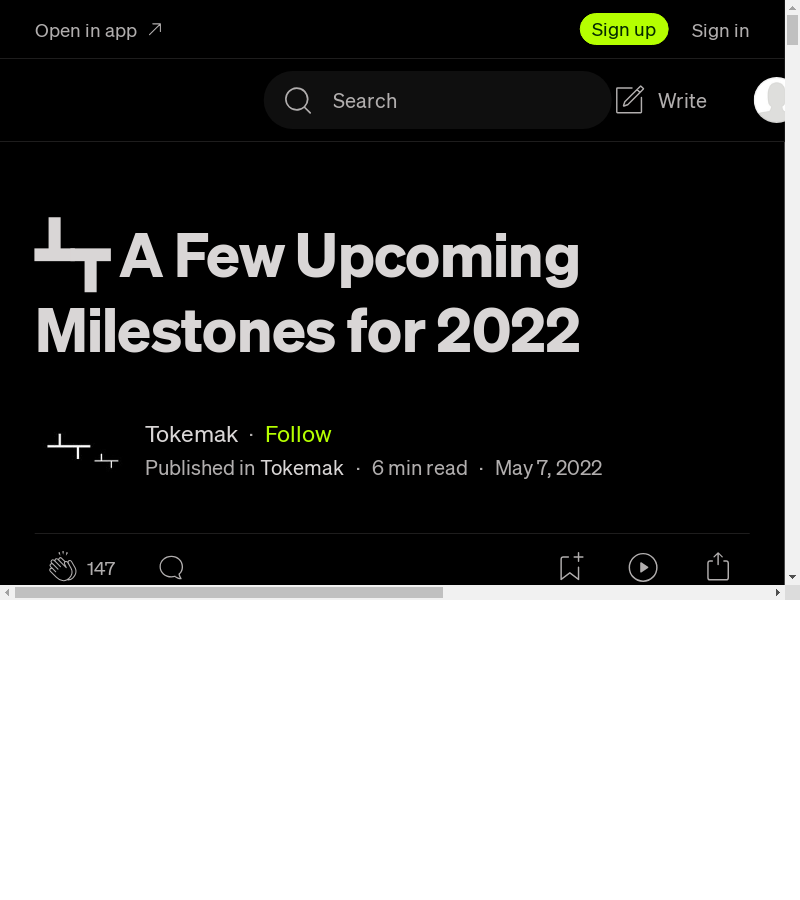 Open in app
Sign up
Sign in
Search
Write
A Few Upcoming
Milestones for 2022
Tokemak · Follow
Published in Tokemak · 6 min read · May 7, 2022
147